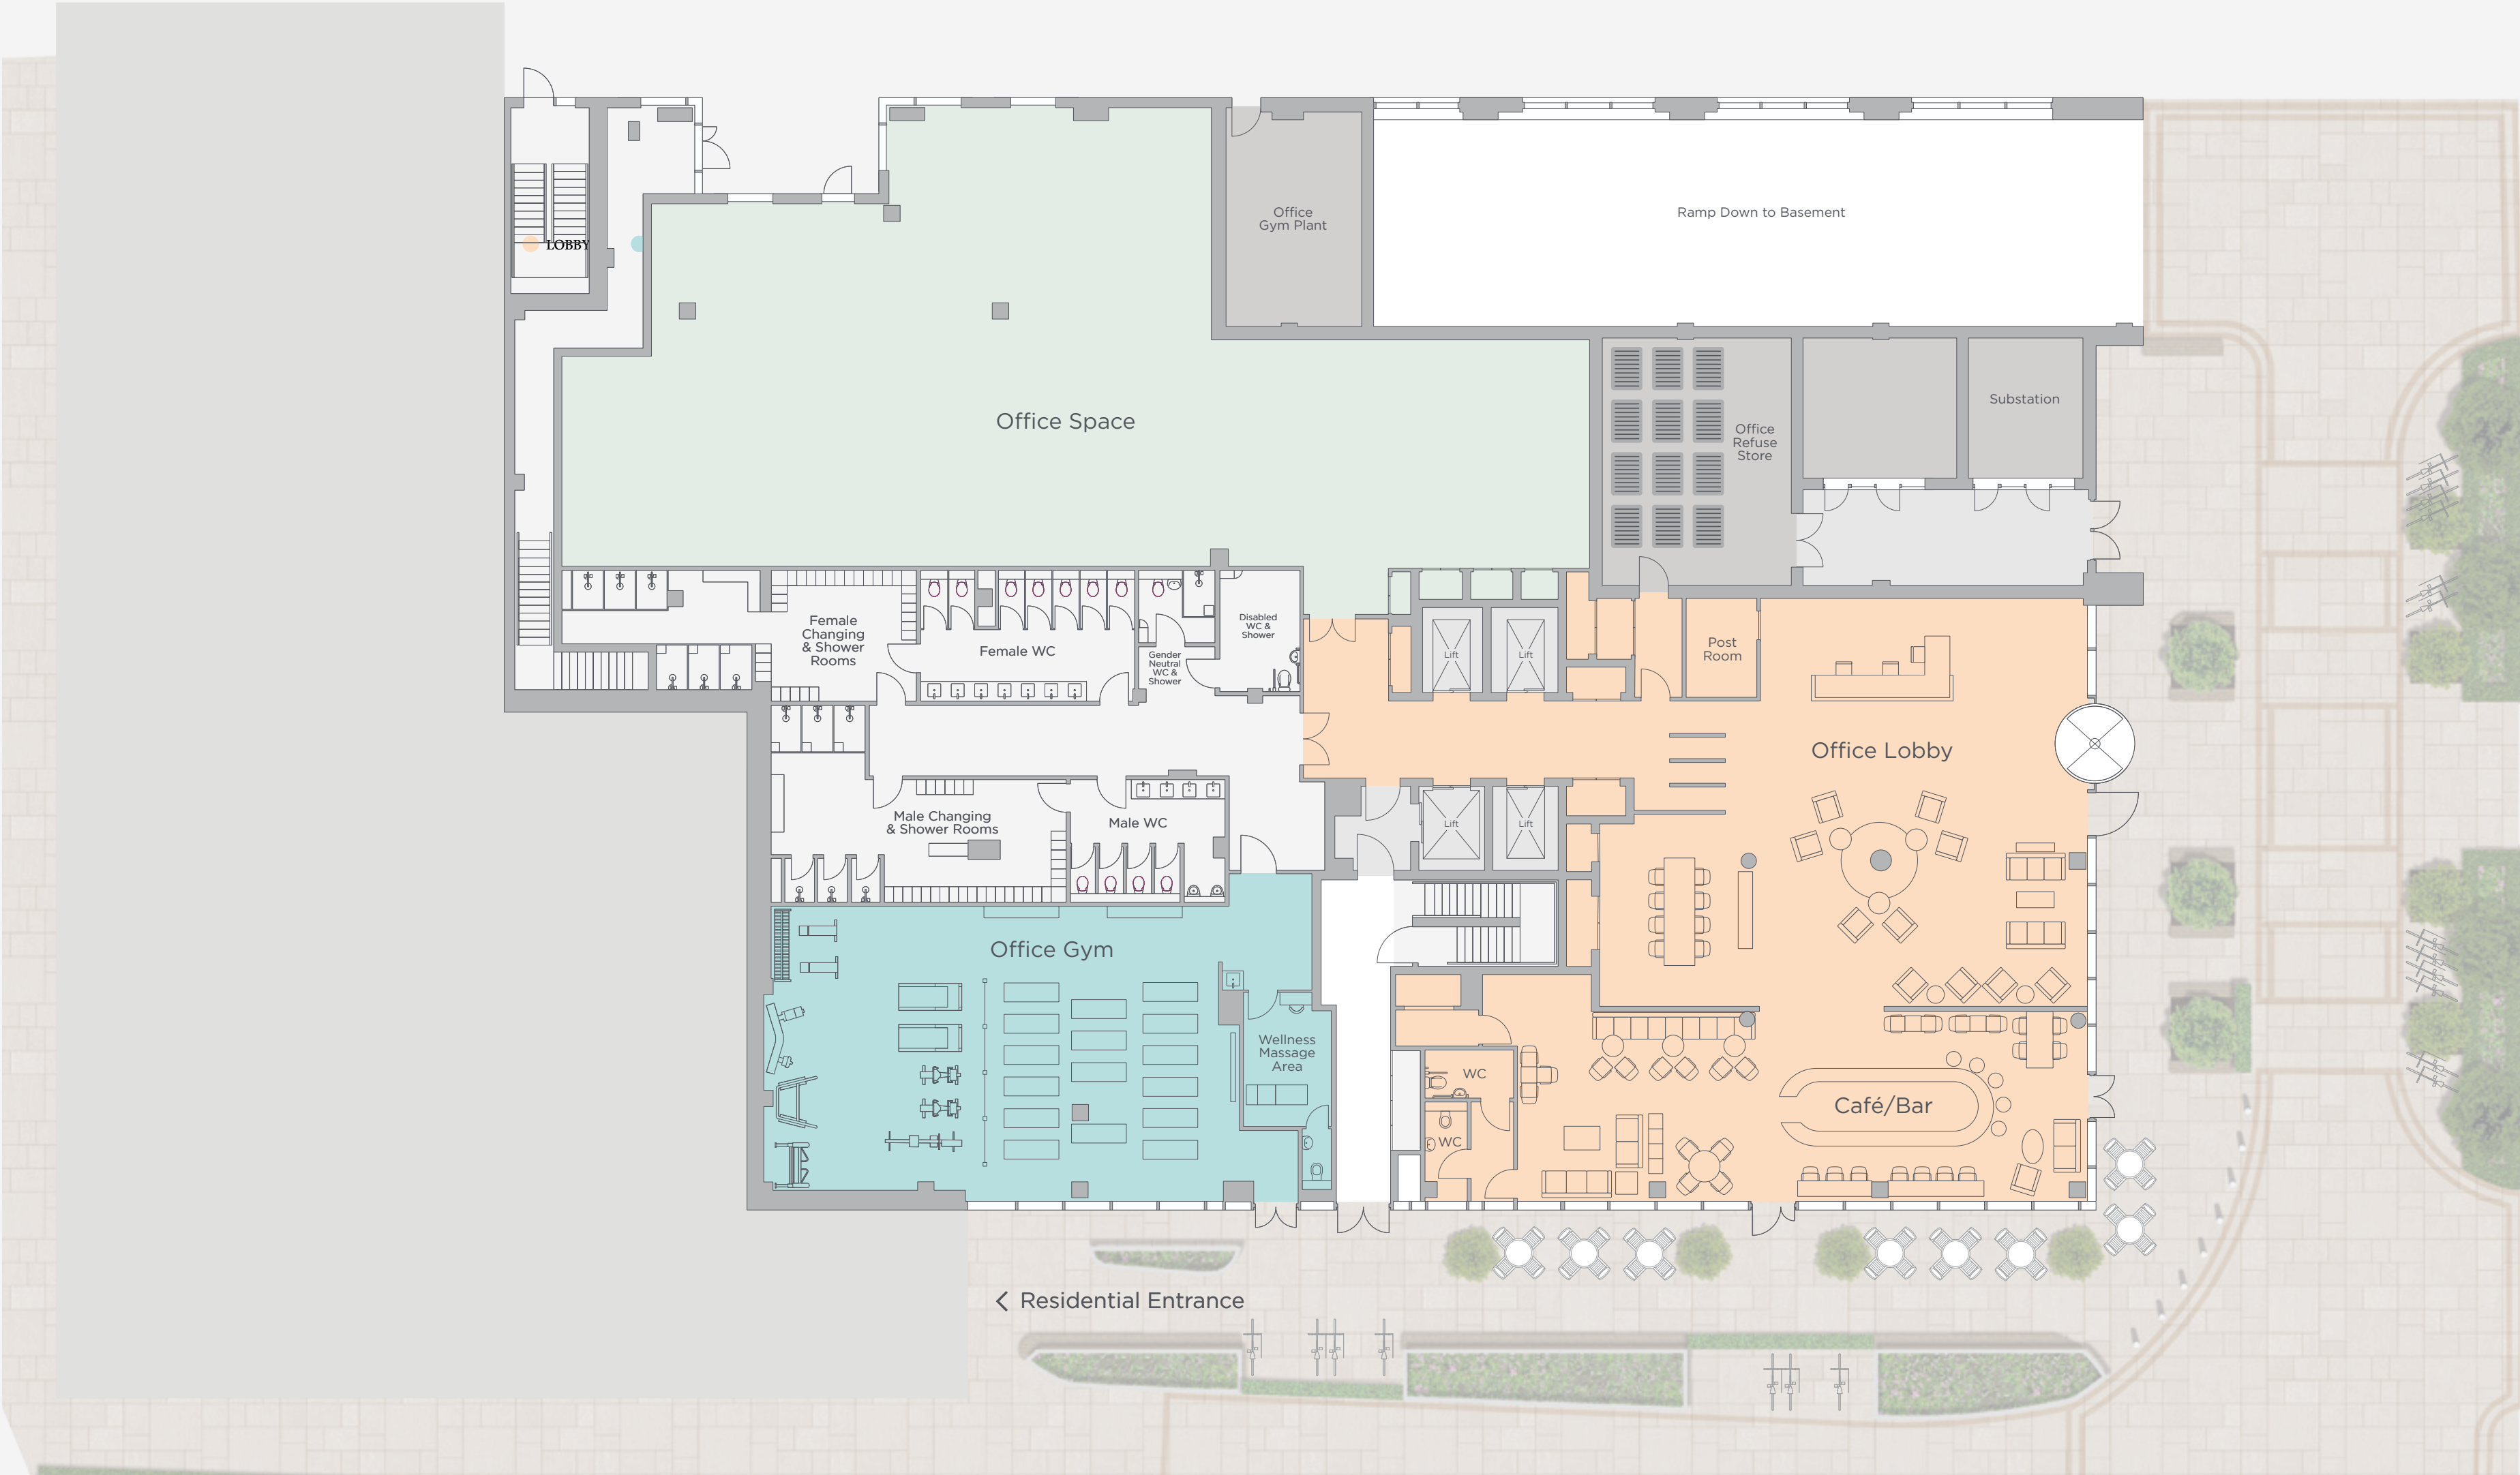 Office
Gym Plant
Ramp Down to Basement
LOBBY
Office Space
Substation
Office
Refuse
Store
Female
Changing
& Shower
Rooms
Female WC
Gender
Neutral
WC &
Shower
Disabled
WC &
Shower
Lift
Lift
Post
Room
Office Lobby
Male Changing
& Shower Rooms
Male WC
Lift
Lift
Office Gym
Wellness
Massage
Area
WC
WC
Café/Bar
Residential Entrance